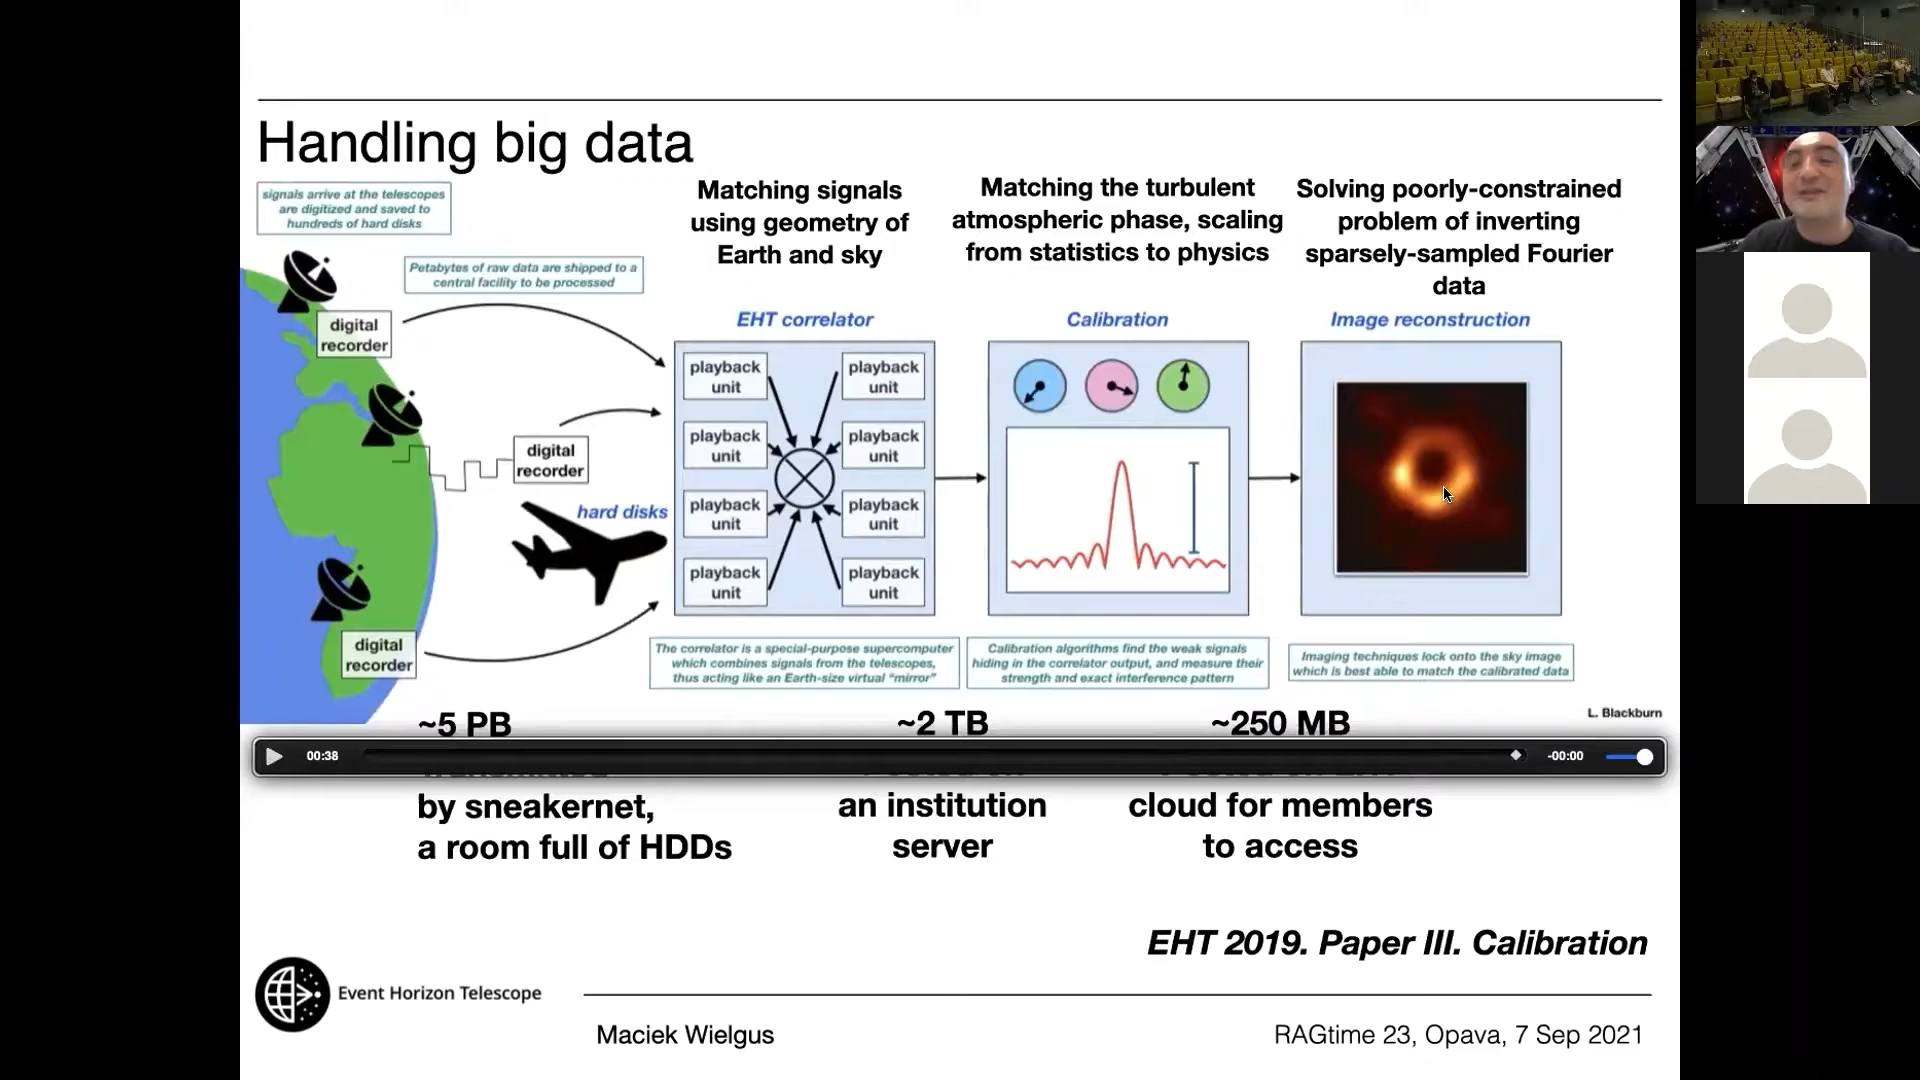 Handling big data
signals arrive at the telescopes
are digitized and saved to
hundreds of hard disks
Petabytes of raw data are shipped to a
central facility to be processed
Matching signals
using geometry of
Earth and sky
Matching the turbulent
atmospheric phase, scaling
from statistics to physics
Solving poorly-constrained
problem of inverting
sparsely-sampled Fourier
data
digital
recorder
digital
recorder
hard disks
digital
recorder
EHT correlator
playback
unit
playback
unit
playback
unit
playback
unit
playback
unit
playback
unit
playback
unit
playback
unit
Calibration
Image reconstruction
The correlator is a special-purpose supercomputer
which combines signals from the telescopes,
thus acting like an Earth-size virtual “mirror”
Calibration algorithms find the weak signals
hiding in the correlator output, and measure their
strength and exact interference pattern
Imaging techniques lock onto the sky image
which is best able to match the calibrated data
L. Blackburn
~5 PB
~2 TB
~250 MB
00:38
-00:00
by sneakernet,
a room full of HDDs
an institution
server
cloud for members
to access
EHT 2019. Paper III. Calibration
Event Horizon Telescope
Maciek Wielgus
RAGtime 23, Opava, 7 Sep 2021